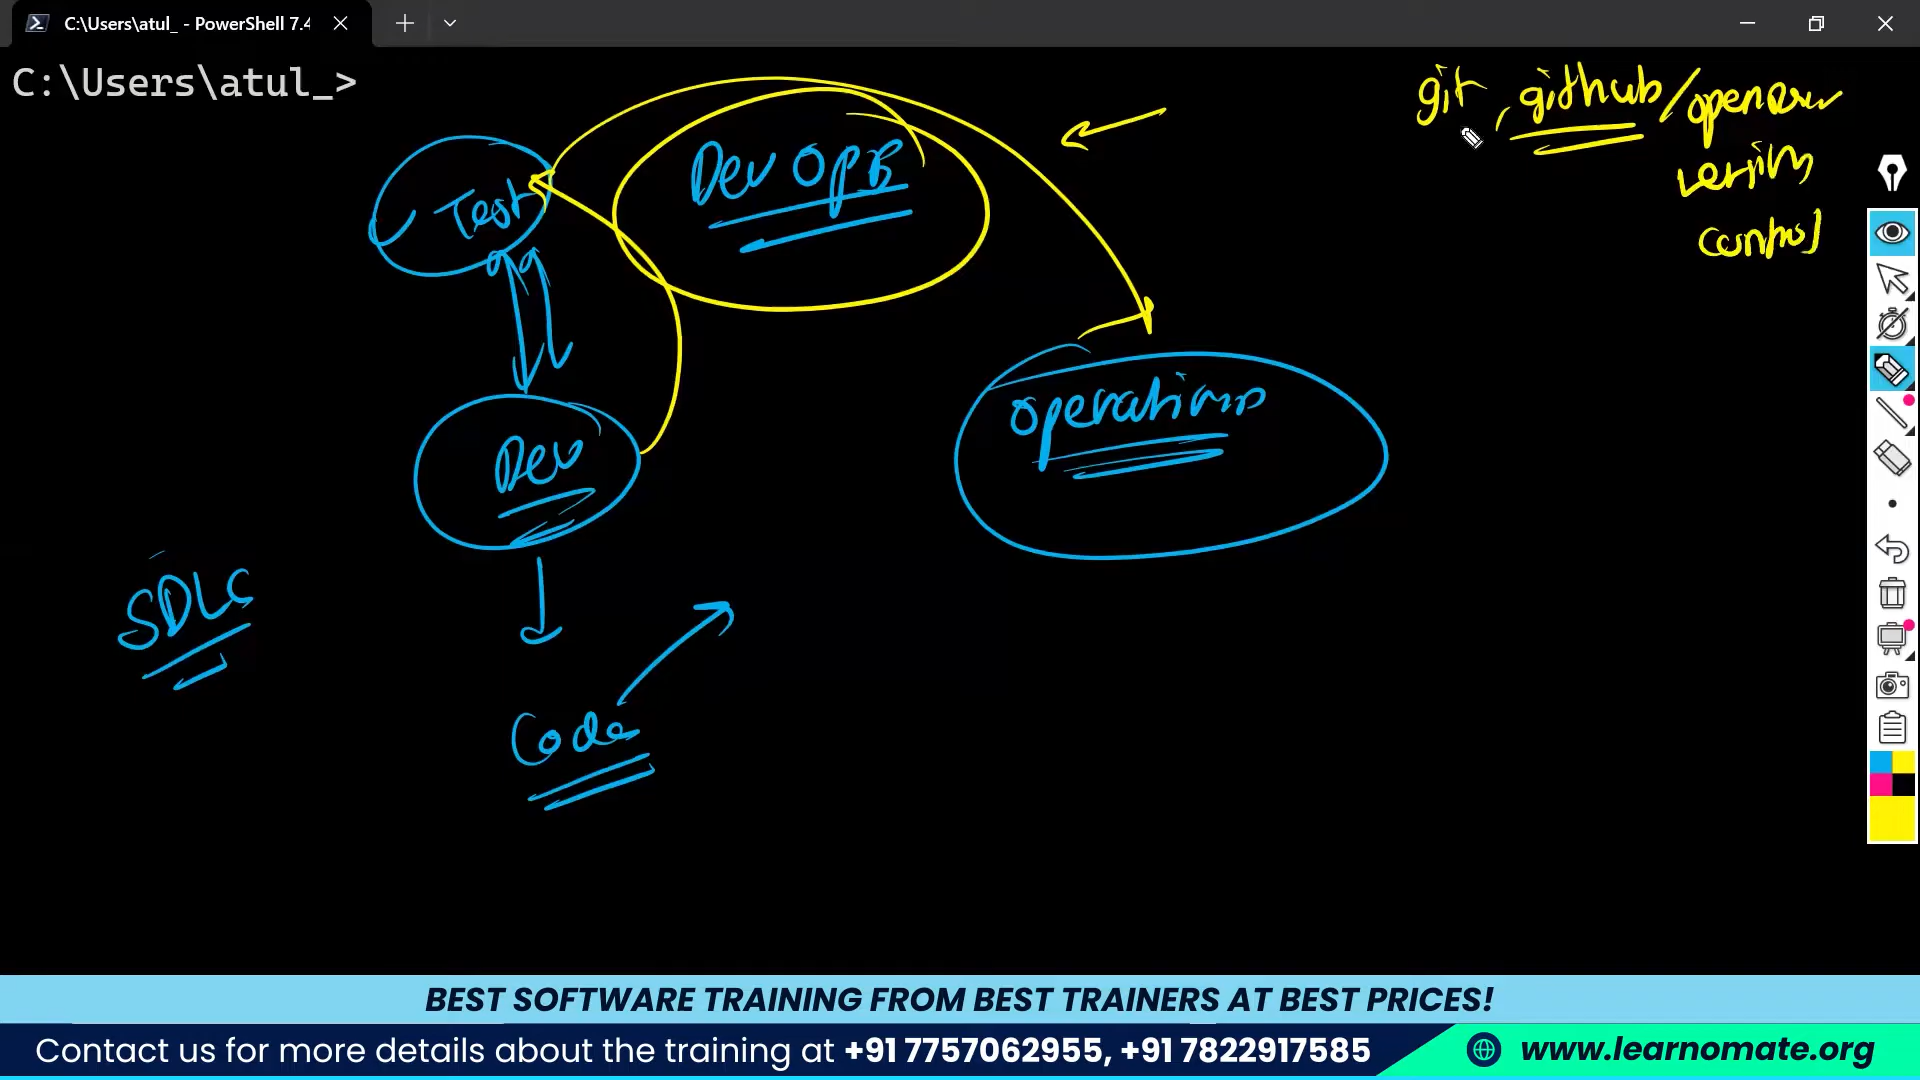 C:\Users\atul_ - PowerShell 7.4
C:\Users\atul_>
git, github/
version
control
Dev Ops
Test
operations
Dev
SDLC
Code
BEST SOFTWARE TRAINING FROM BEST TRAINERS AT BEST PRICES!
Contact us for more details about the training at +91 7757062955, +91 7822917585
www.learnomate.org